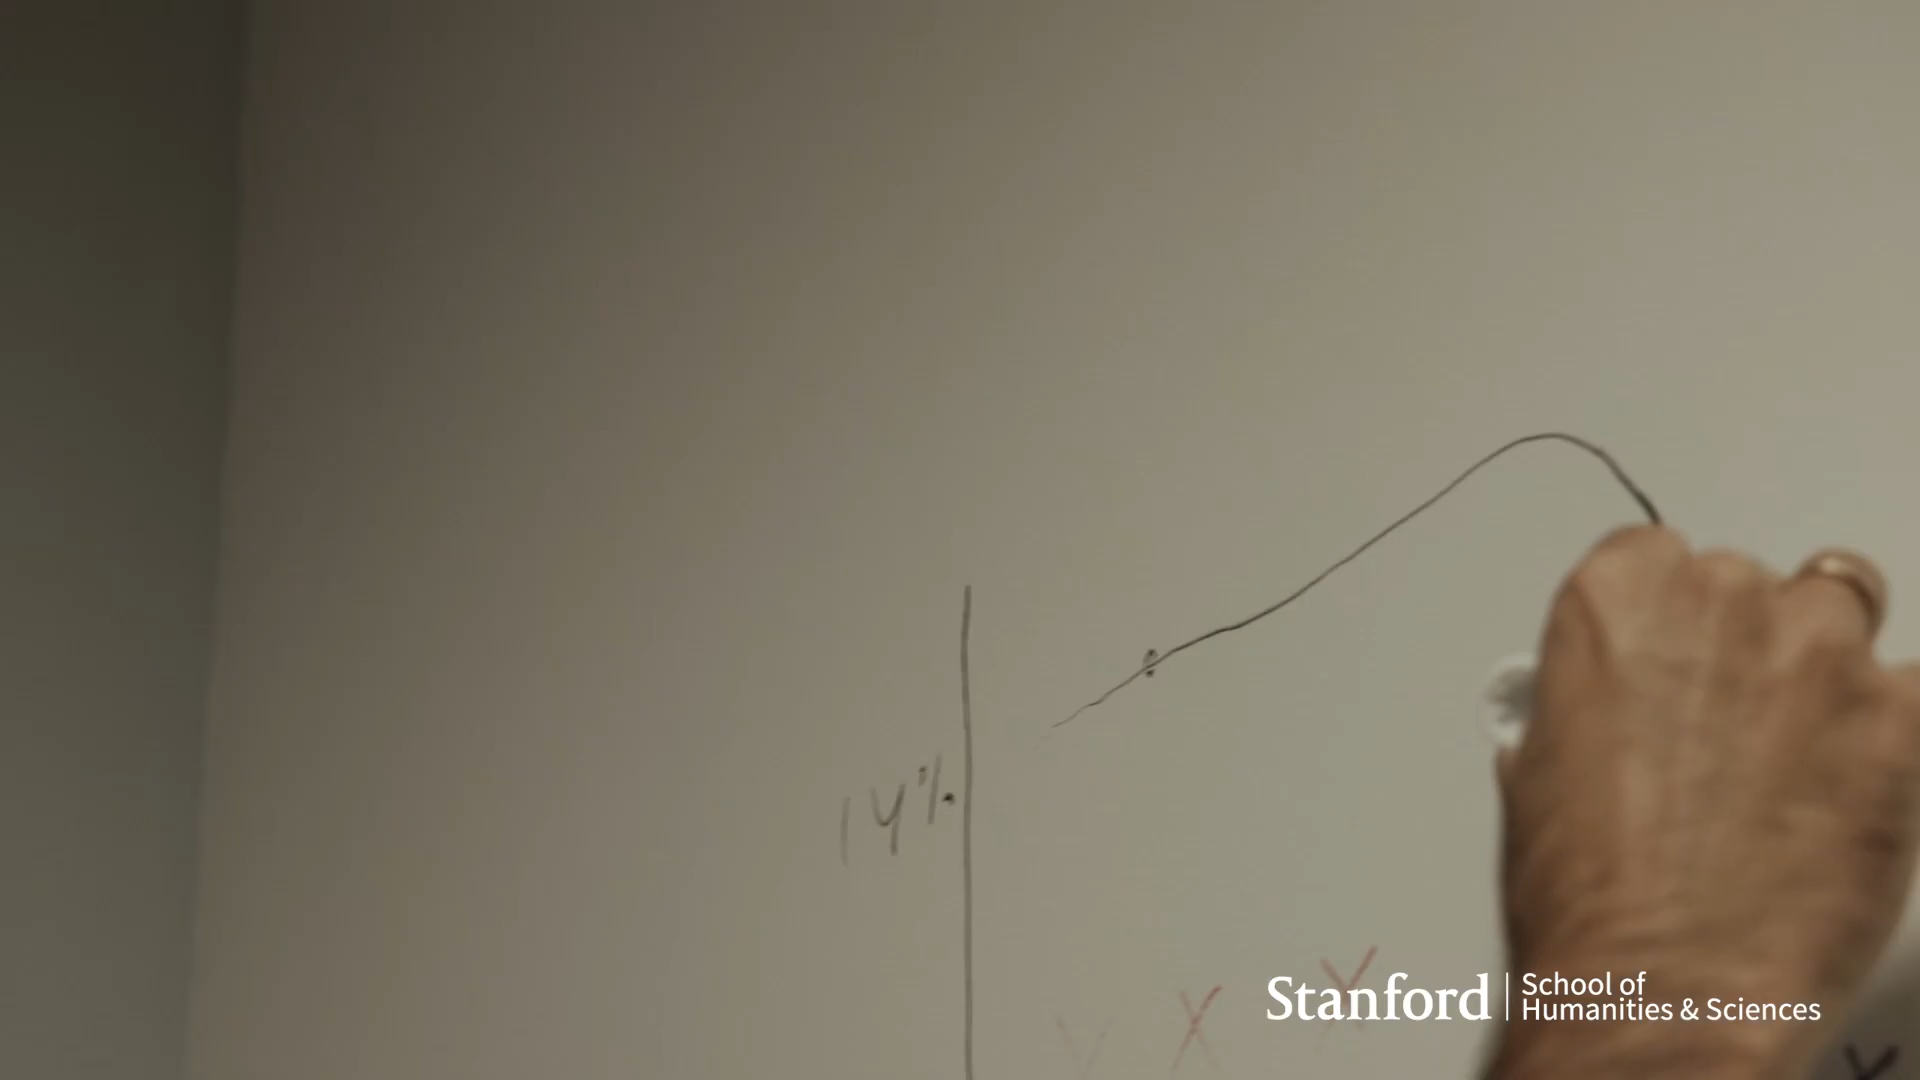 14%
X X X
X
Stanford
School of
Humanities & Sciences